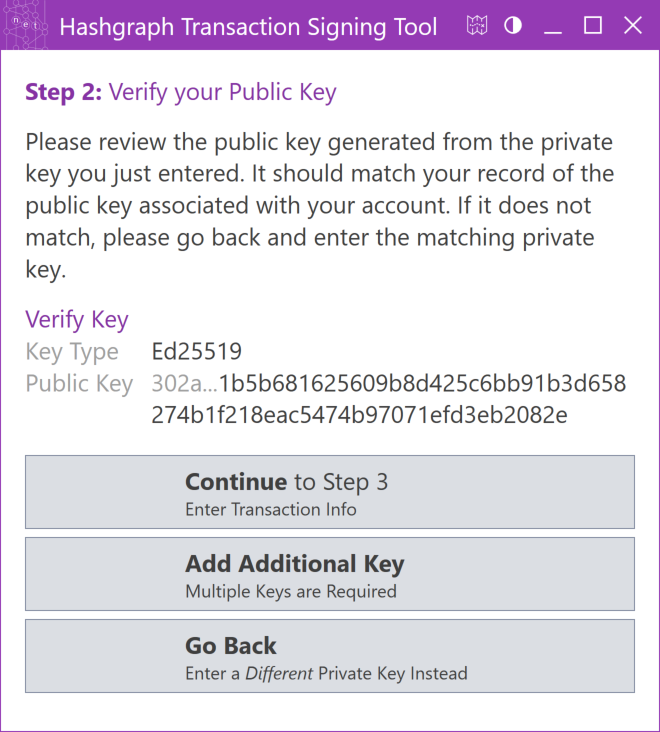 net
Hashgraph Transaction Signing Tool
Step 2: Verify your Public Key
Please review the public key generated from the private
key you just entered. It should match your record of the
public key associated with your account. If it does not
match, please go back and enter the matching private
key.
Verify Key
Key Type Ed25519
Public Key 302a...1b5b681625609b8d425c6bb91b3d658
274b1f218eac5474b97071efd3eb2082e
Continue to Step 3
Enter Transaction Info
Add Additional Key
Multiple Keys are Required
Go Back
Enter a Different Private Key Instead